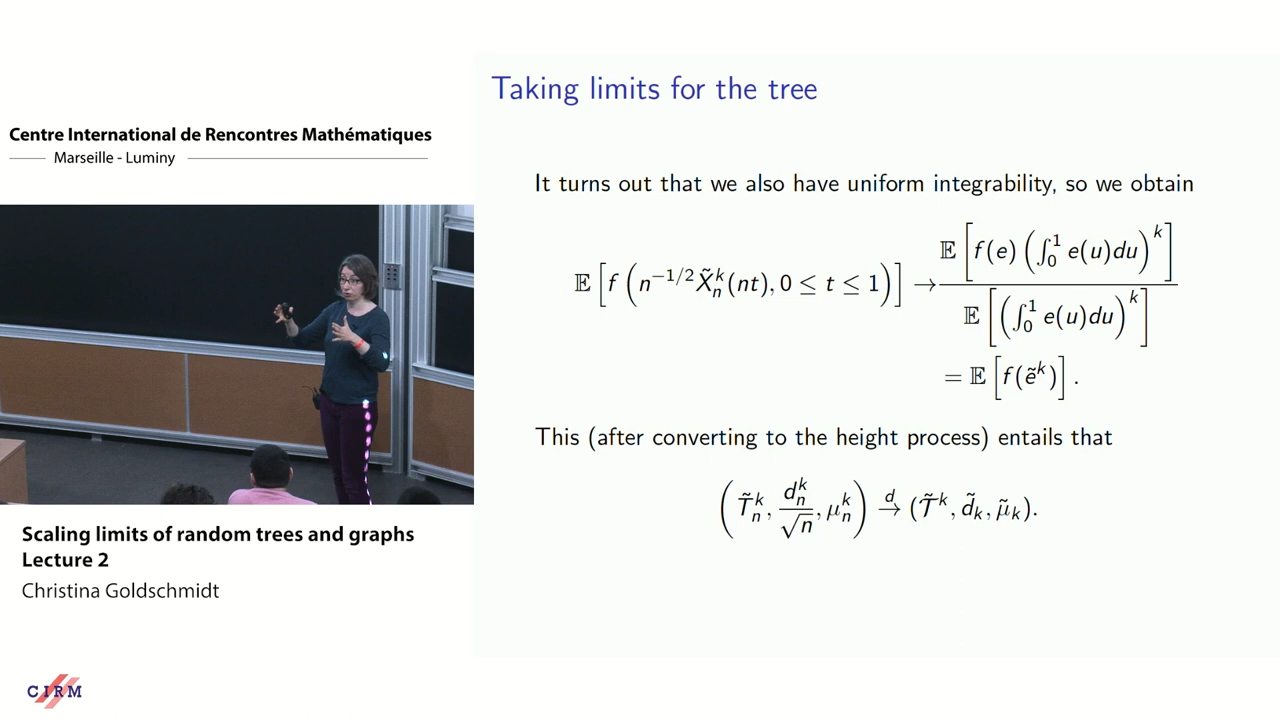 Centre International de Rencontres Mathématiques
Marseille - Luminy
Scaling limits of random trees and graphs
Lecture 2
Christina Goldschmidt
CIRM
Taking limits for the tree
It turns out that we also have uniform integrability, so we obtain
𝔼[f(n^{-1/2} X̃_n^k(nt), 0 ≤ t ≤ 1)] → 𝔼[f(e)(∫_0^1 e(u)du)^k] / 𝔼[(∫_0^1 e(u)du)^k]
= 𝔼[f(ẽ^k)].
This (after converting to the height process) entails that
(T̃_n^k, d_n^k/√n, μ_n^k) →^d (𝒯̃^k, d̃_k, μ̃_k).